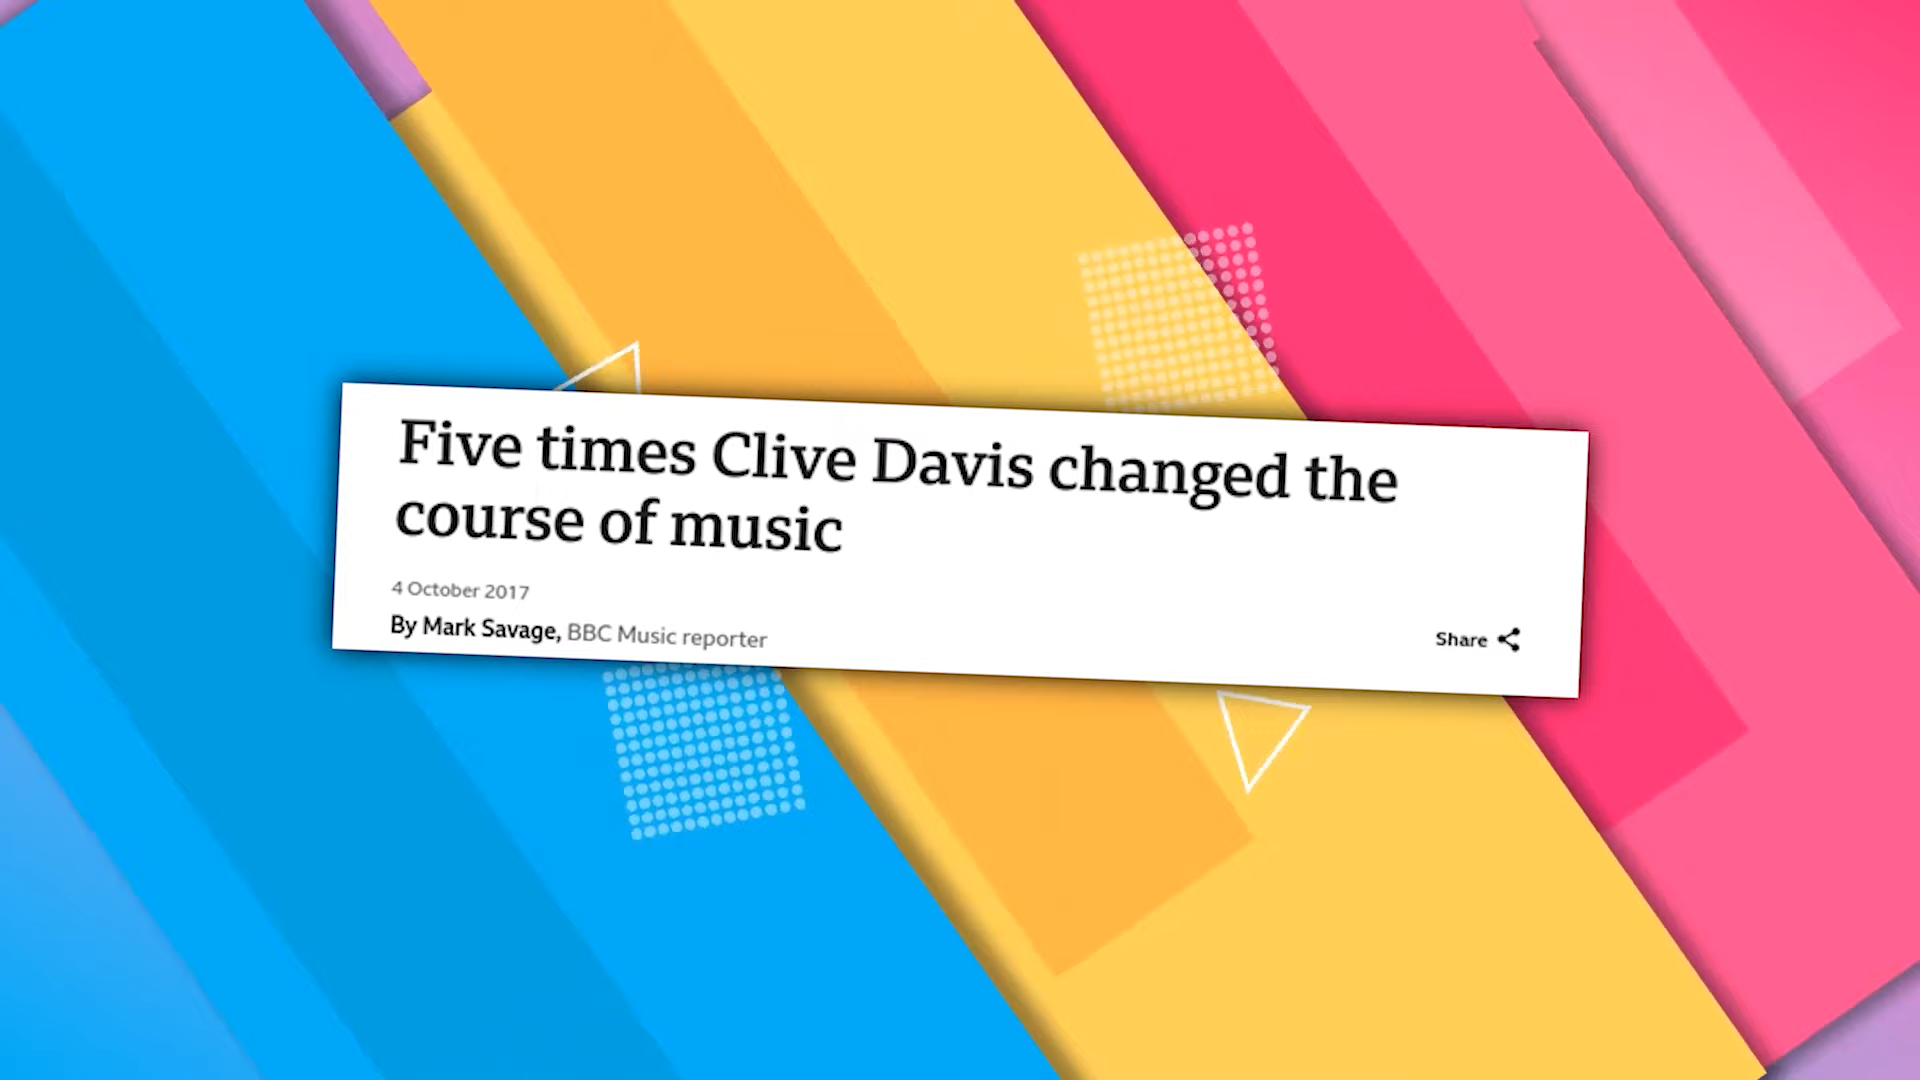 Five times Clive Davis changed the
course of music
4 October 2017
By Mark Savage, BBC Music reporter
Share